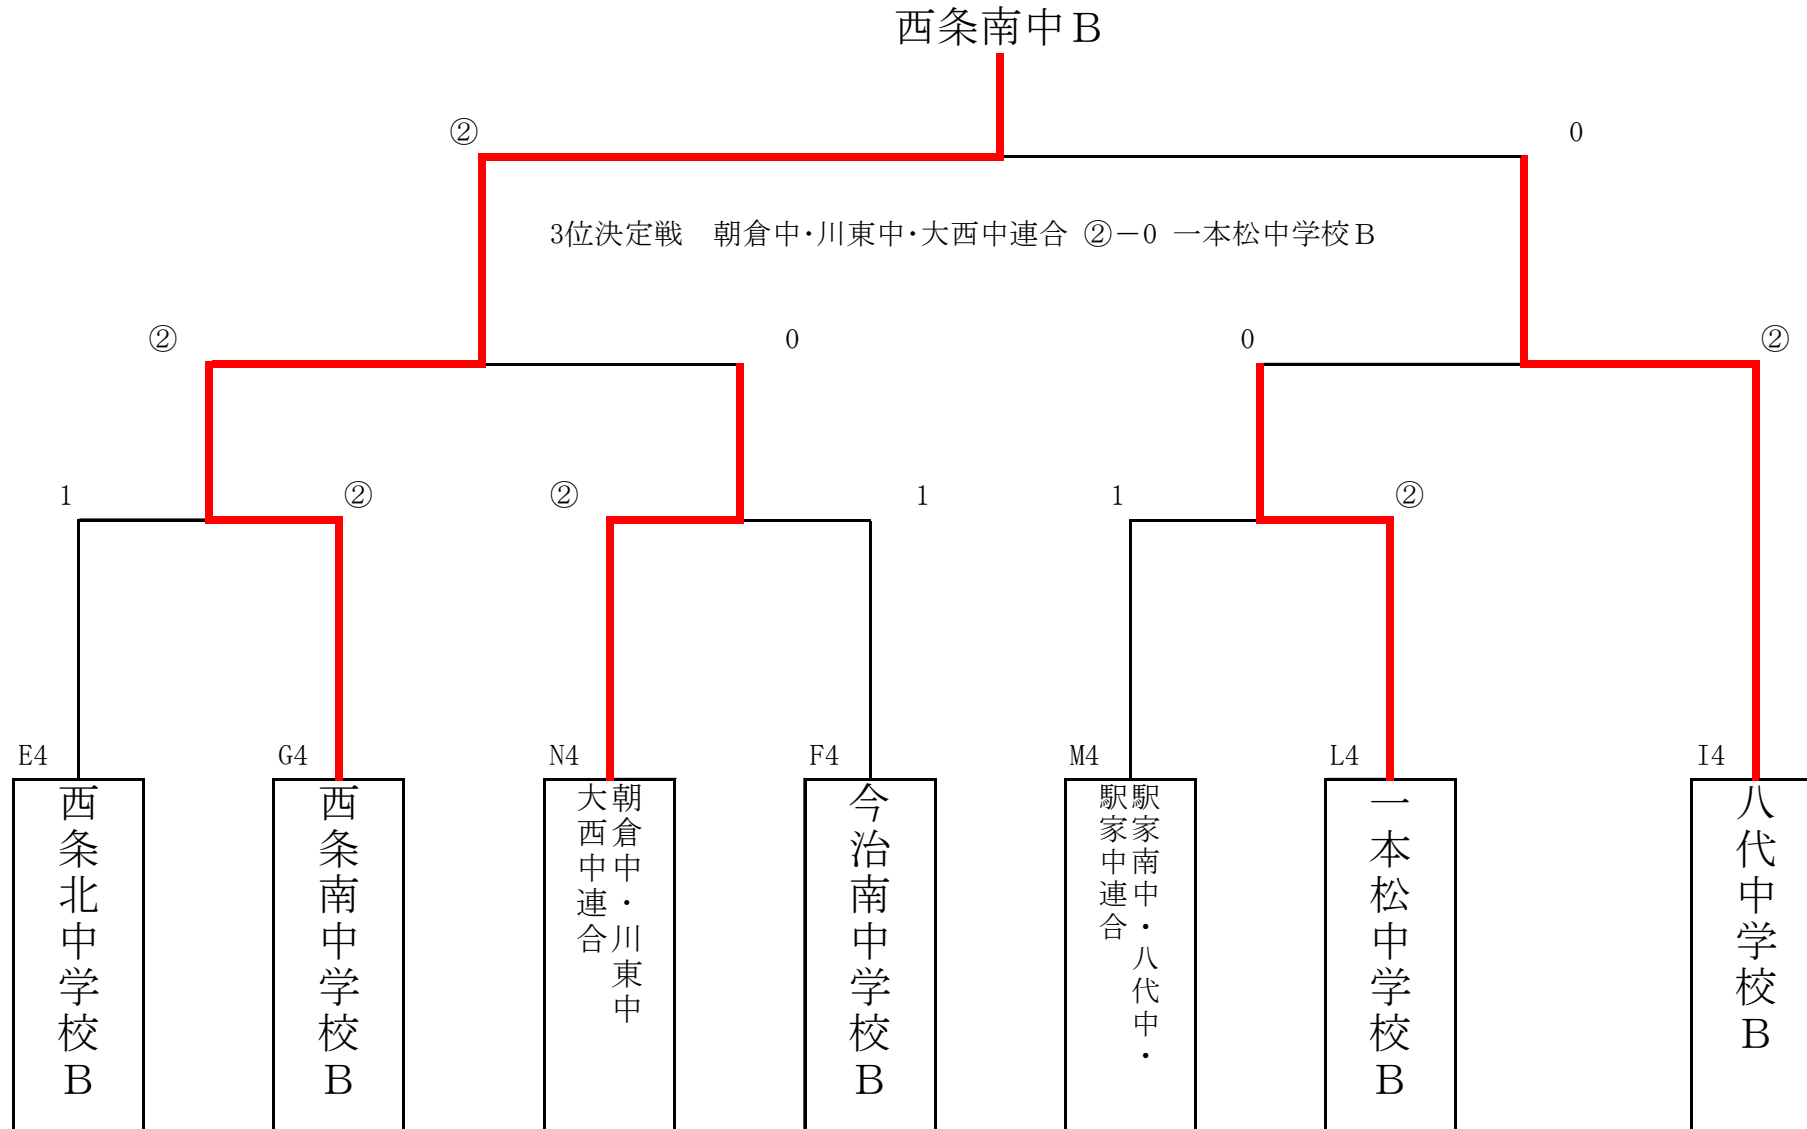 西条南中Ｂ
② 0
3位決定戦　朝倉中・川東中・大西中連合 ②－0 一本松中学校Ｂ
② 0 0 ②
1 ② ② 1 1 ②
E4 G4 N4 F4 M4 L4 I4
西条北中学校Ｂ
西条南中学校Ｂ
朝倉中・川東中
大西中連合
今治南中学校Ｂ
駅家南中・八代中・
駅家中連合
一本松中学校Ｂ
八代中学校Ｂ